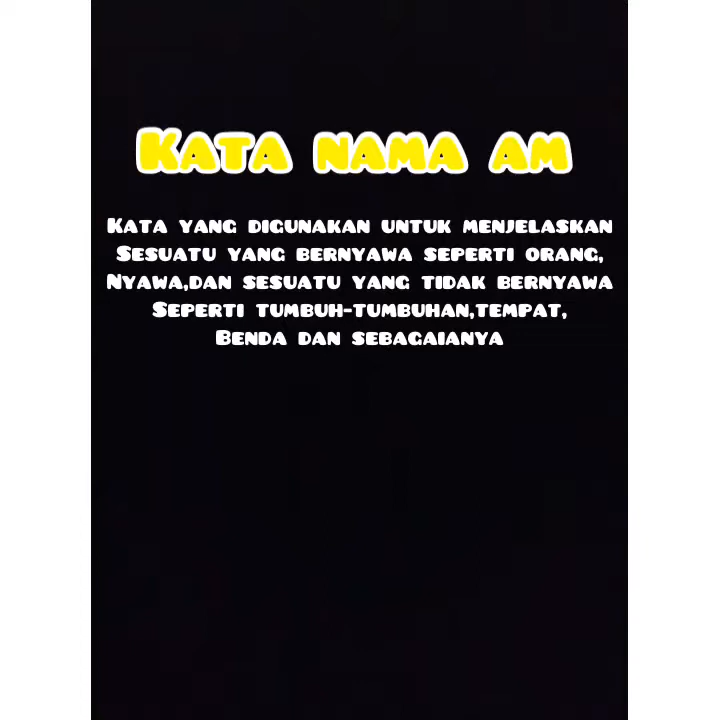 Kata nama am
Kata yang digunakan untuk menjelaskan
Sesuatu yang bernyawa seperti orang,
Nyawa,dan sesuatu yang tidak bernyawa
Seperti tumbuh-tumbuhan,tempat,
Benda dan sebagaianya